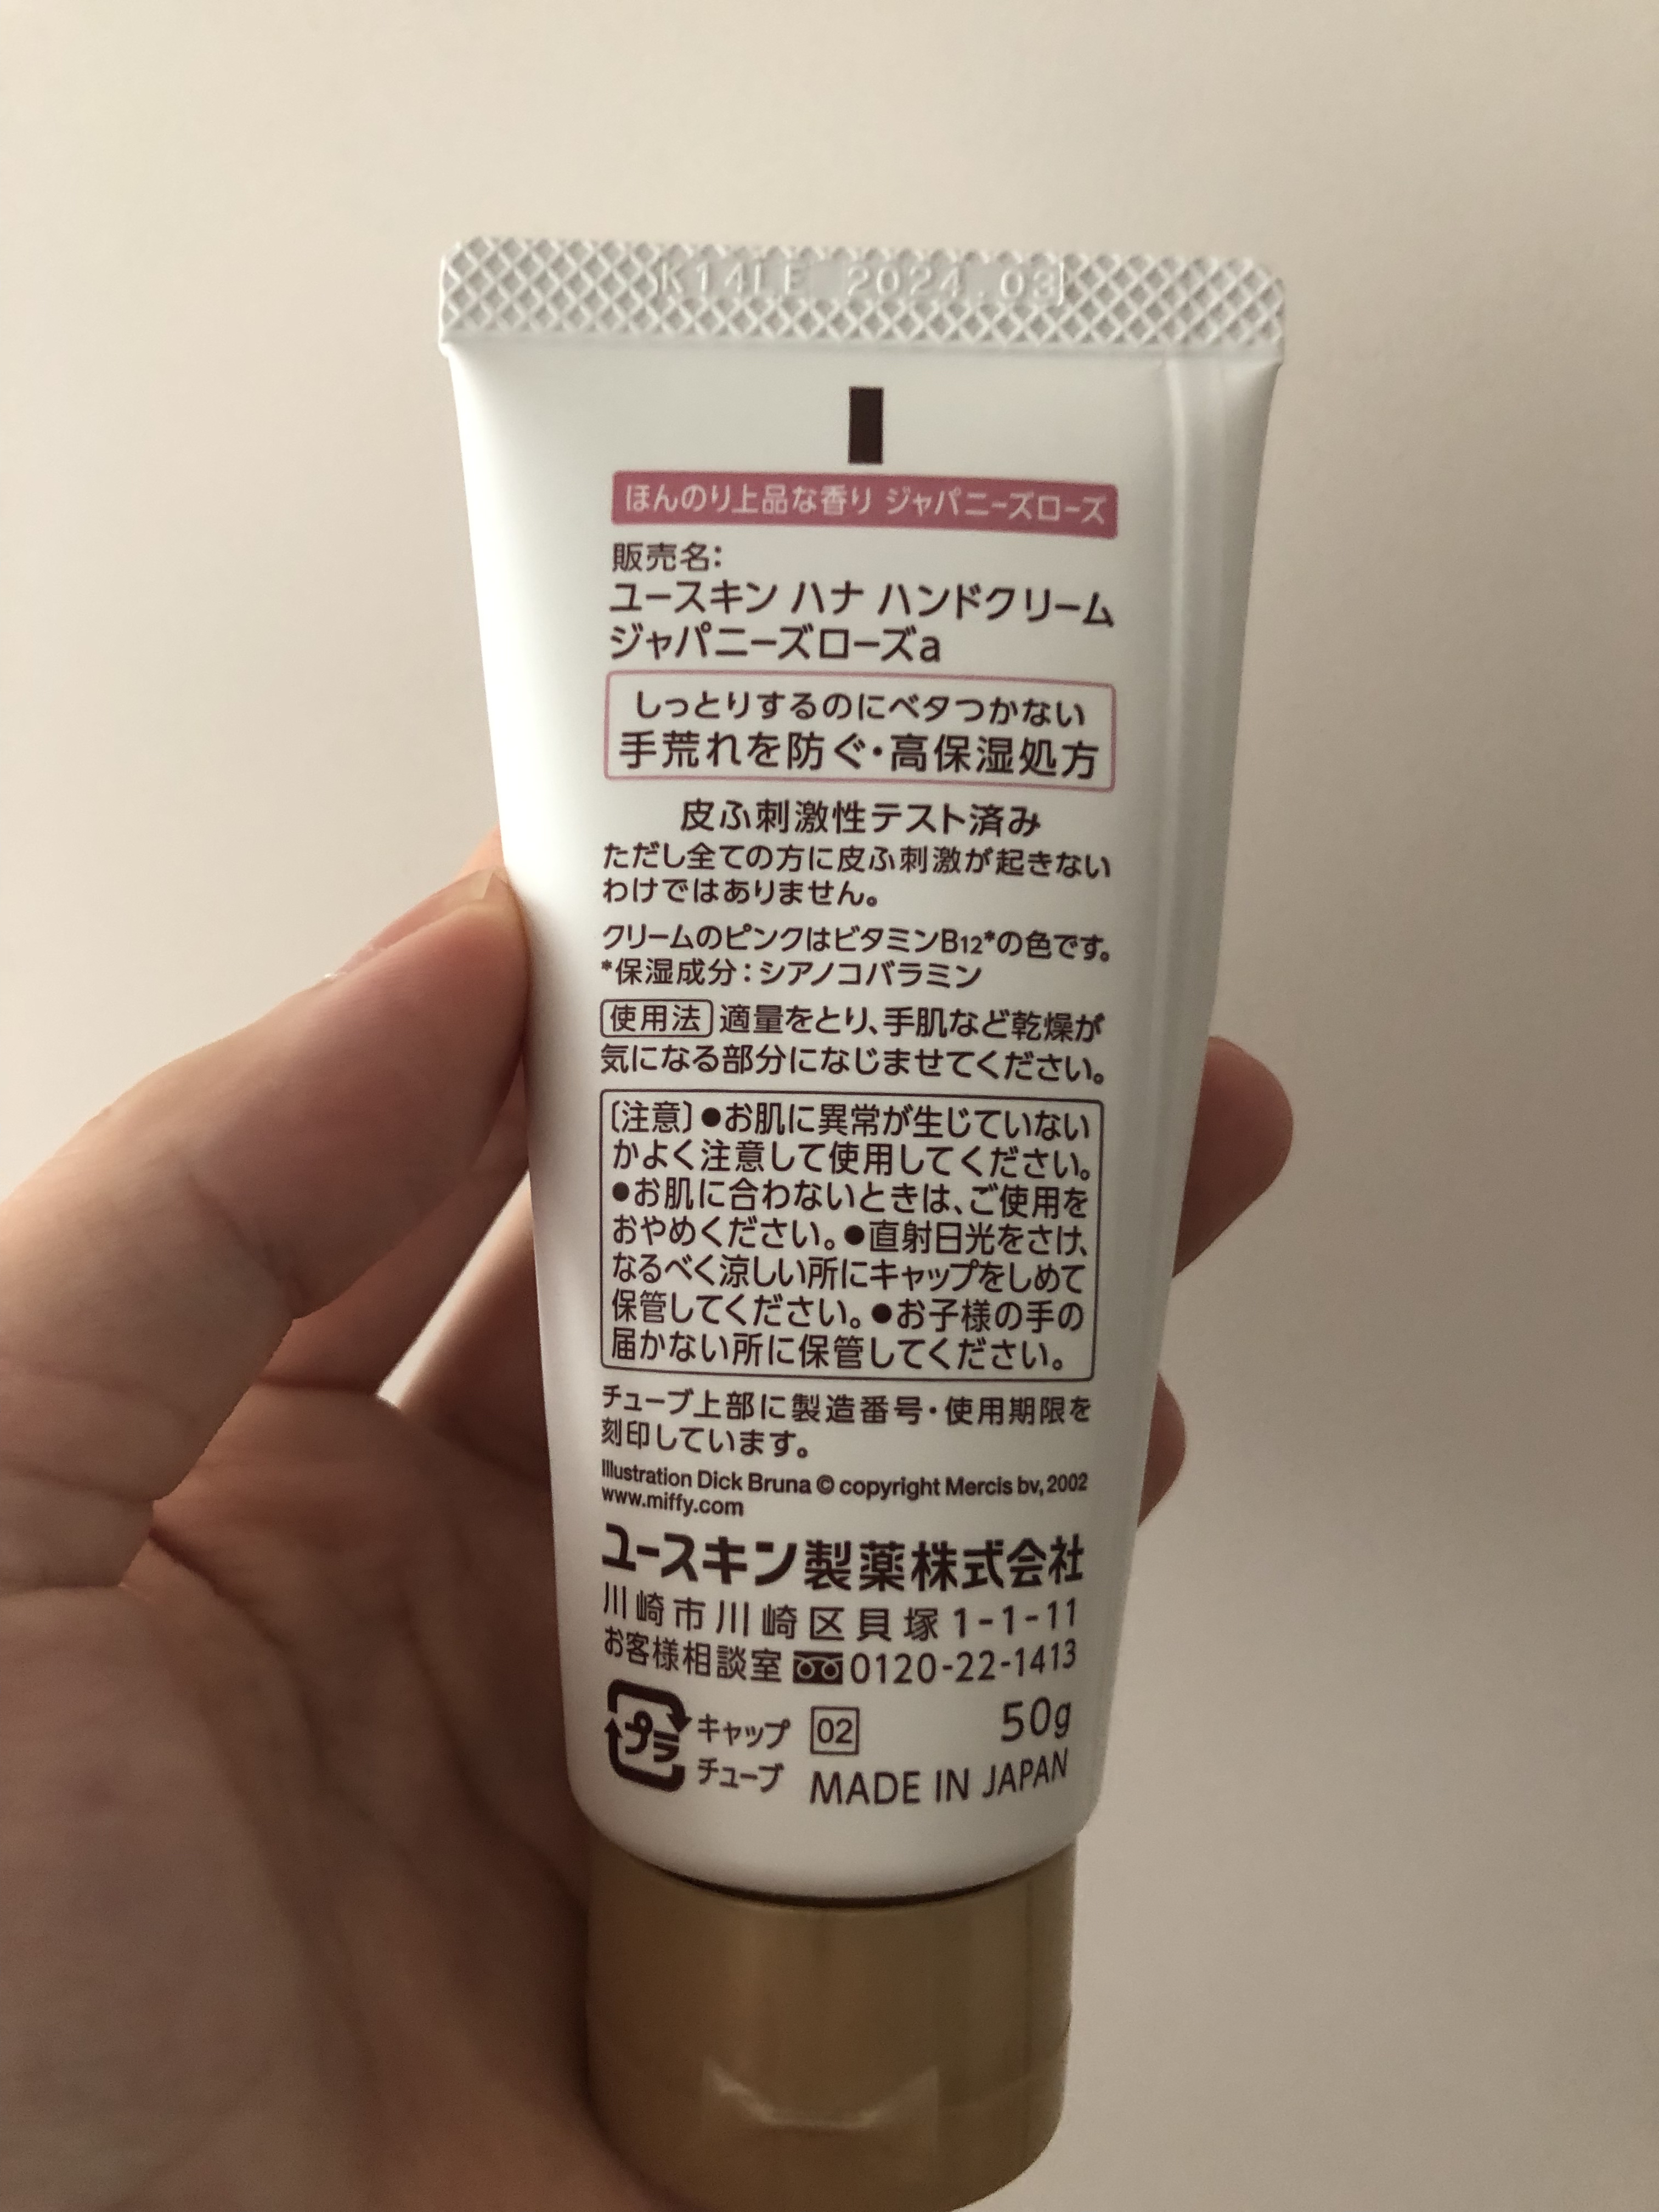 K14LE 2024.03
ほんのり上品な香り ジャパニーズローズ
販売名：
ユースキン ハナ ハンドクリーム
ジャパニーズローズa
しっとりするのにベタつかない
手荒れを防ぐ・高保湿処方
皮ふ刺激性テスト済み
ただし全ての方に皮ふ刺激が起きない
わけではありません。
クリームのピンクはビタミンB12*の色です。
*保湿成分：シアノコバラミン
使用法 適量をとり、手肌など乾燥が
気になる部分になじませてください。
〔注意〕●お肌に異常が生じていない
かよく注意して使用してください。
●お肌に合わないときは、ご使用を
おやめください。●直射日光をさけ、
なるべく涼しい所にキャップをしめて
保管してください。●お子様の手の
届かない所に保管してください。
チューブ上部に製造番号・使用期限を
刻印しています。
Illustration Dick Bruna © copyright Mercis bv, 2002
www.miffy.com
ユースキン製薬株式会社
川崎市川崎区貝塚1-1-11
お客様相談室 0120-22-1413
プラ キャップ チューブ 02 50g
MADE IN JAPAN